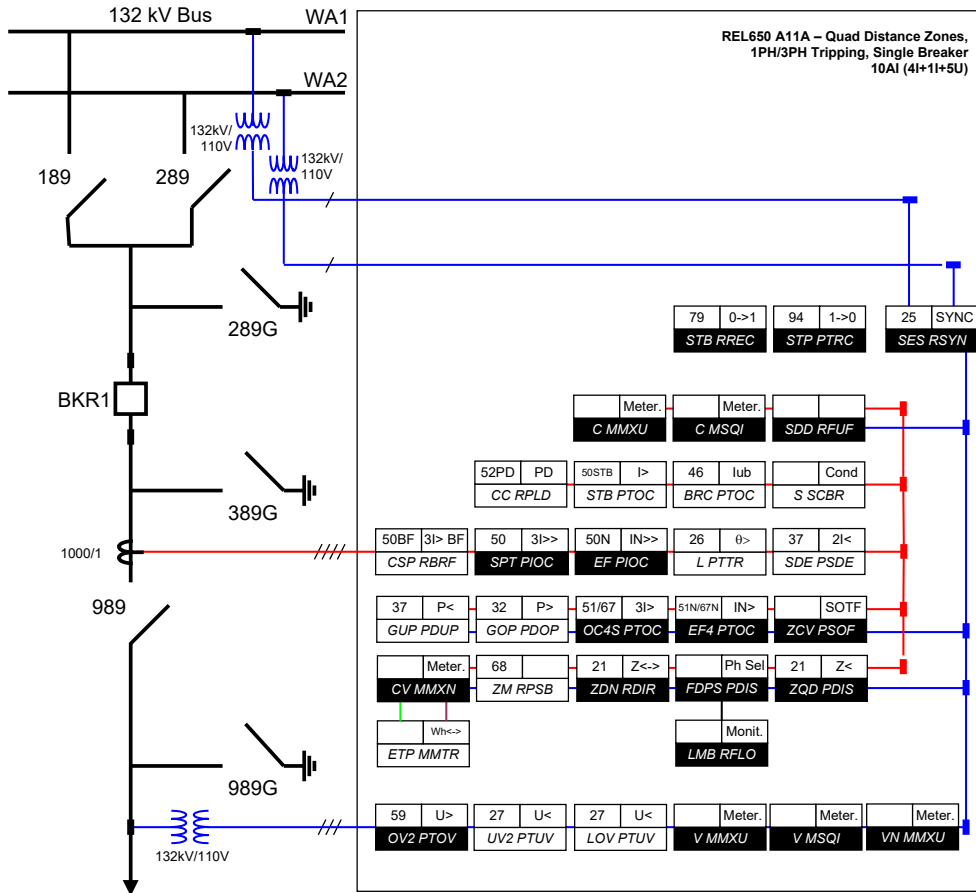 132 kV Bus
WA1
REL650 A11A – Quad Distance Zones,
1PH/3PH Tripping, Single Breaker
10AI (4I+1I+5U)
WA2
132kV/
110V
132kV/
110V
189
289
289G
79 0->1
STB RREC
94 1->0
STP PTRC
25 SYNC
SES RSYN
BKR1
Meter.
C MMXU
Meter.
C MSQI
SDD RFUF
52PD PD
CC RPLD
50STB I>
STB PTOC
46 Iub
BRC PTOC
Cond
S SCBR
389G
1000/1
50BF 3I> BF
CSP RBRF
50 3I>>
SPT PIOC
50N IN>>
EF PIOC
26 θ>
L PTTR
37 2I<
SDE PSDE
989
37 P<
GUP PDUP
32 P>
GOP PDOP
51/67 3I>
OC4S PTOC
51N/67N IN>
EF4 PTOC
SOTF
ZCV PSOF
Meter.
CV MMXN
68
ZM RPSB
21 Z<->
ZDN RDIR
Ph Sel
FDPS PDIS
21 Z<
ZQD PDIS
Wh<->
ETP MMTR
Monit.
LMB RFLO
989G
132kV/110V
59 U>
OV2 PTOV
27 U<
UV2 PTUV
27 U<
LOV PTUV
Meter.
V MMXU
Meter.
V MSQI
Meter.
VN MMXU